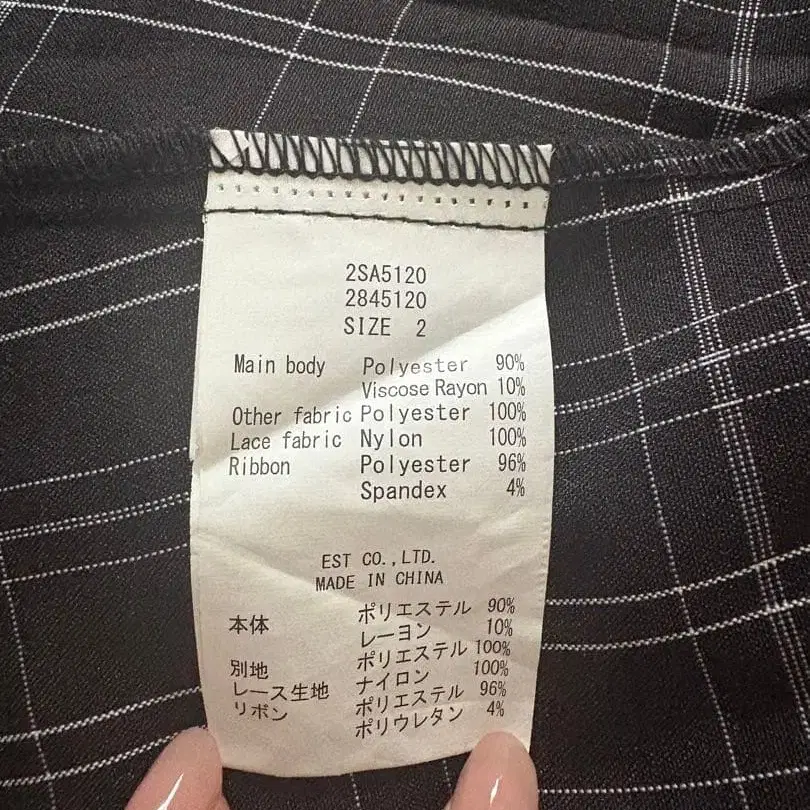 2SA5120
2845120
SIZE 2
Main body Polyester 90%
Viscose Rayon 10%
Other fabric Polyester 100%
Lace fabric Nylon 100%
Ribbon Polyester 96%
Spandex 4%
EST CO.,LTD.
MADE IN CHINA
本体 ポリエステル 90%
レーヨン 10%
別地 ポリエステル 100%
レース生地 ナイロン 100%
リボン ポリエステル 96%
ポリウレタン 4%